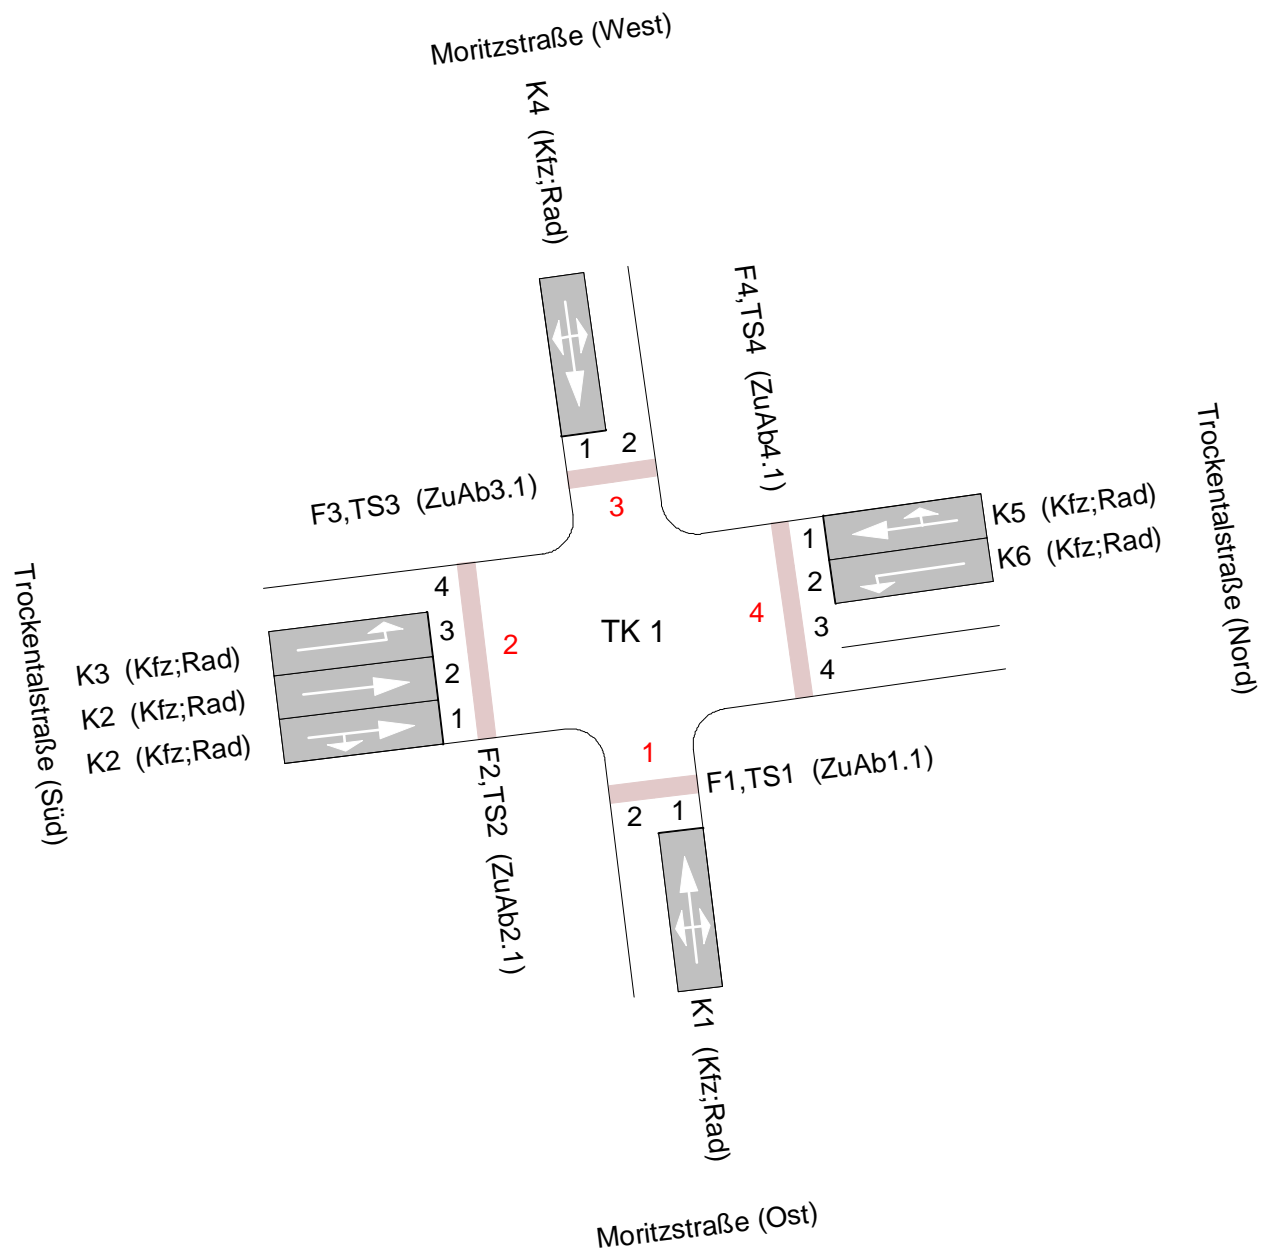 Moritzstraße (West)
K4 (Kfz;Rad)
F4,TS4 (ZuAb4.1)
Trockentalstraße (Nord)
1 2
F3,TS3 (ZuAb3.1)
3
K5 (Kfz;Rad)
K6 (Kfz;Rad)
1
2
3
4
4
TK 1
Trockentalstraße (Süd)
4
3
2
1
2
K3 (Kfz;Rad)
K2 (Kfz;Rad)
K2 (Kfz;Rad)
F2,TS2 (ZuAb2.1)
1
F1,TS1 (ZuAb1.1)
2 1
K1 (Kfz;Rad)
Moritzstraße (Ost)